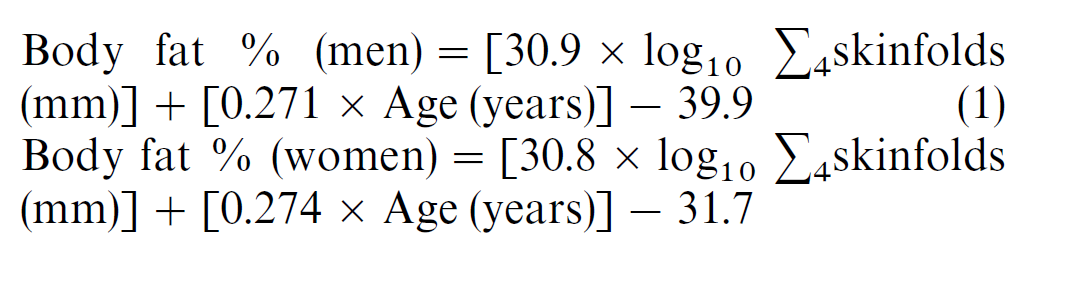 Body fat % (men) = [30.9 × log₁₀ ∑₄skinfolds
(mm)] + [0.271 × Age (years)] − 39.9 (1)
Body fat % (women) = [30.8 × log₁₀ ∑₄skinfolds
(mm)] + [0.274 × Age (years)] − 31.7